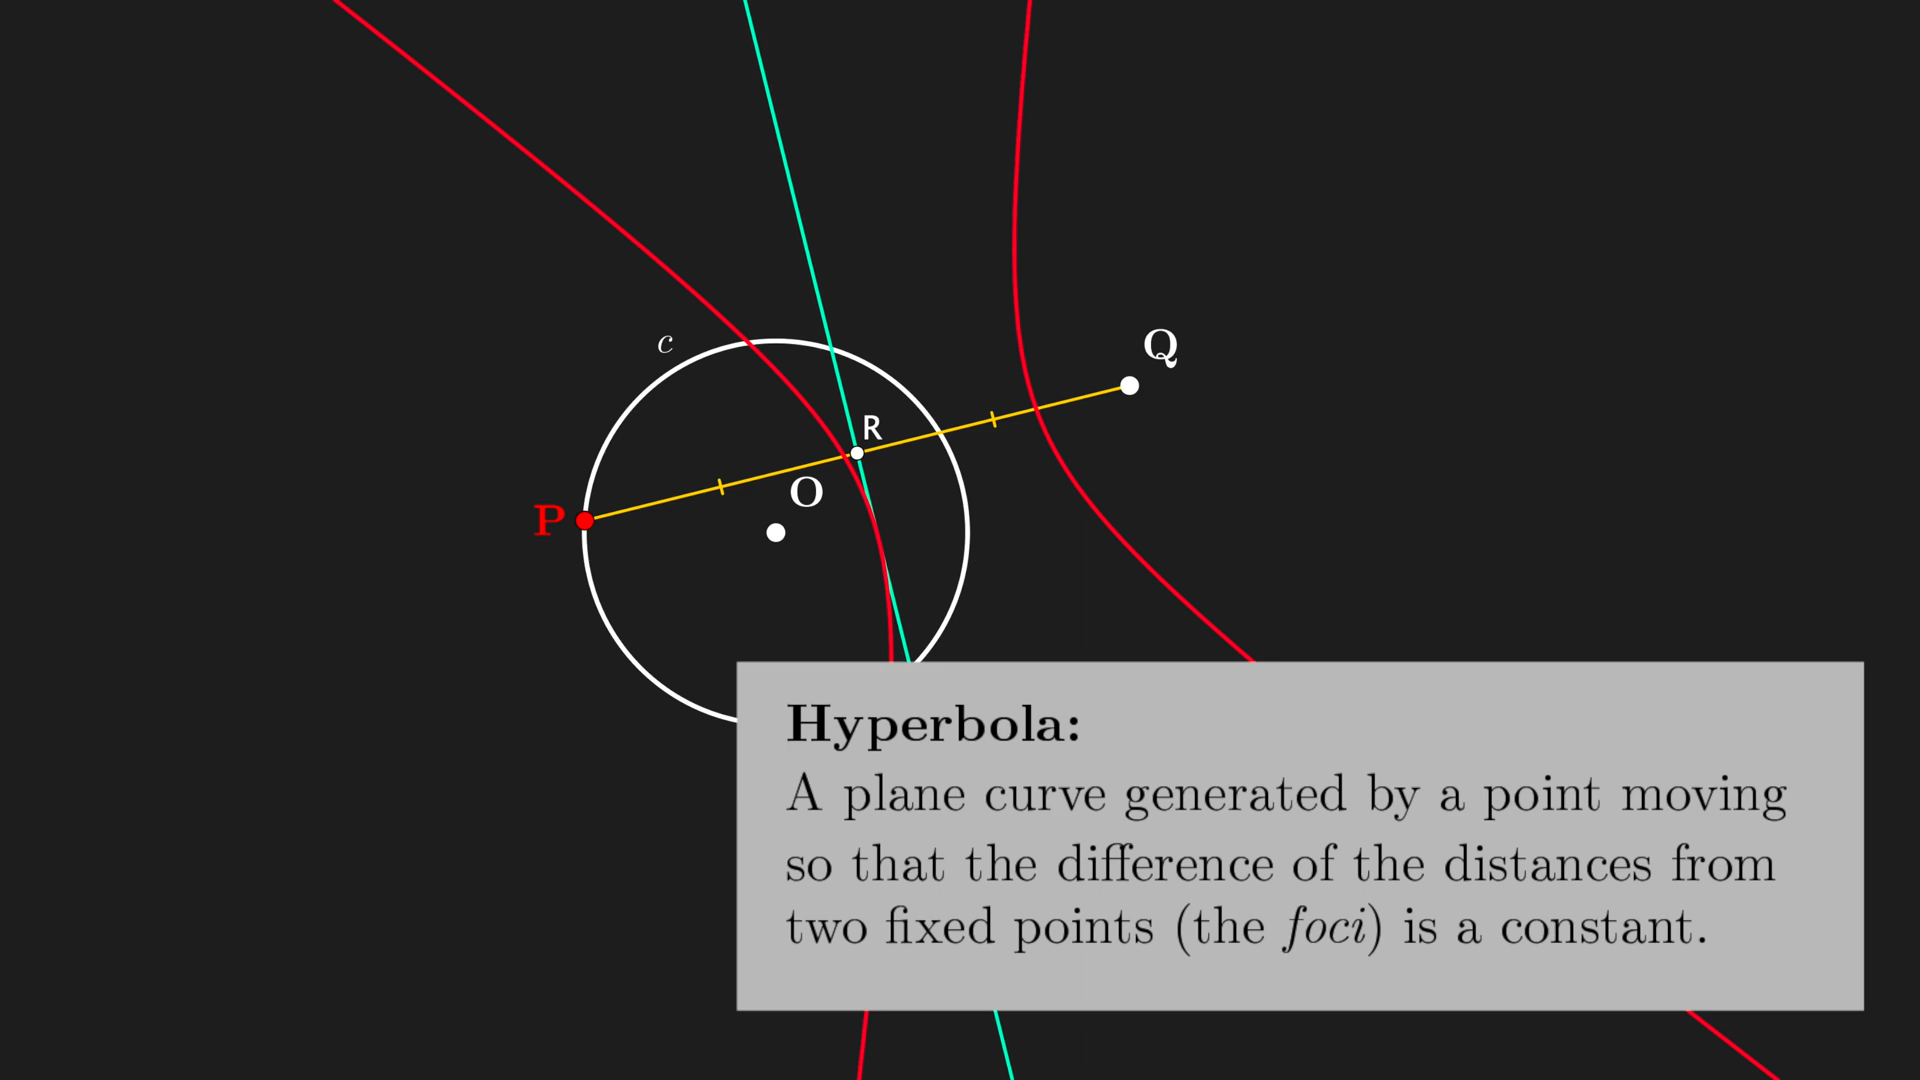 c
Q
R
O
P
Hyperbola:
A plane curve generated by a point moving
so that the difference of the distances from
two fixed points (the foci) is a constant.